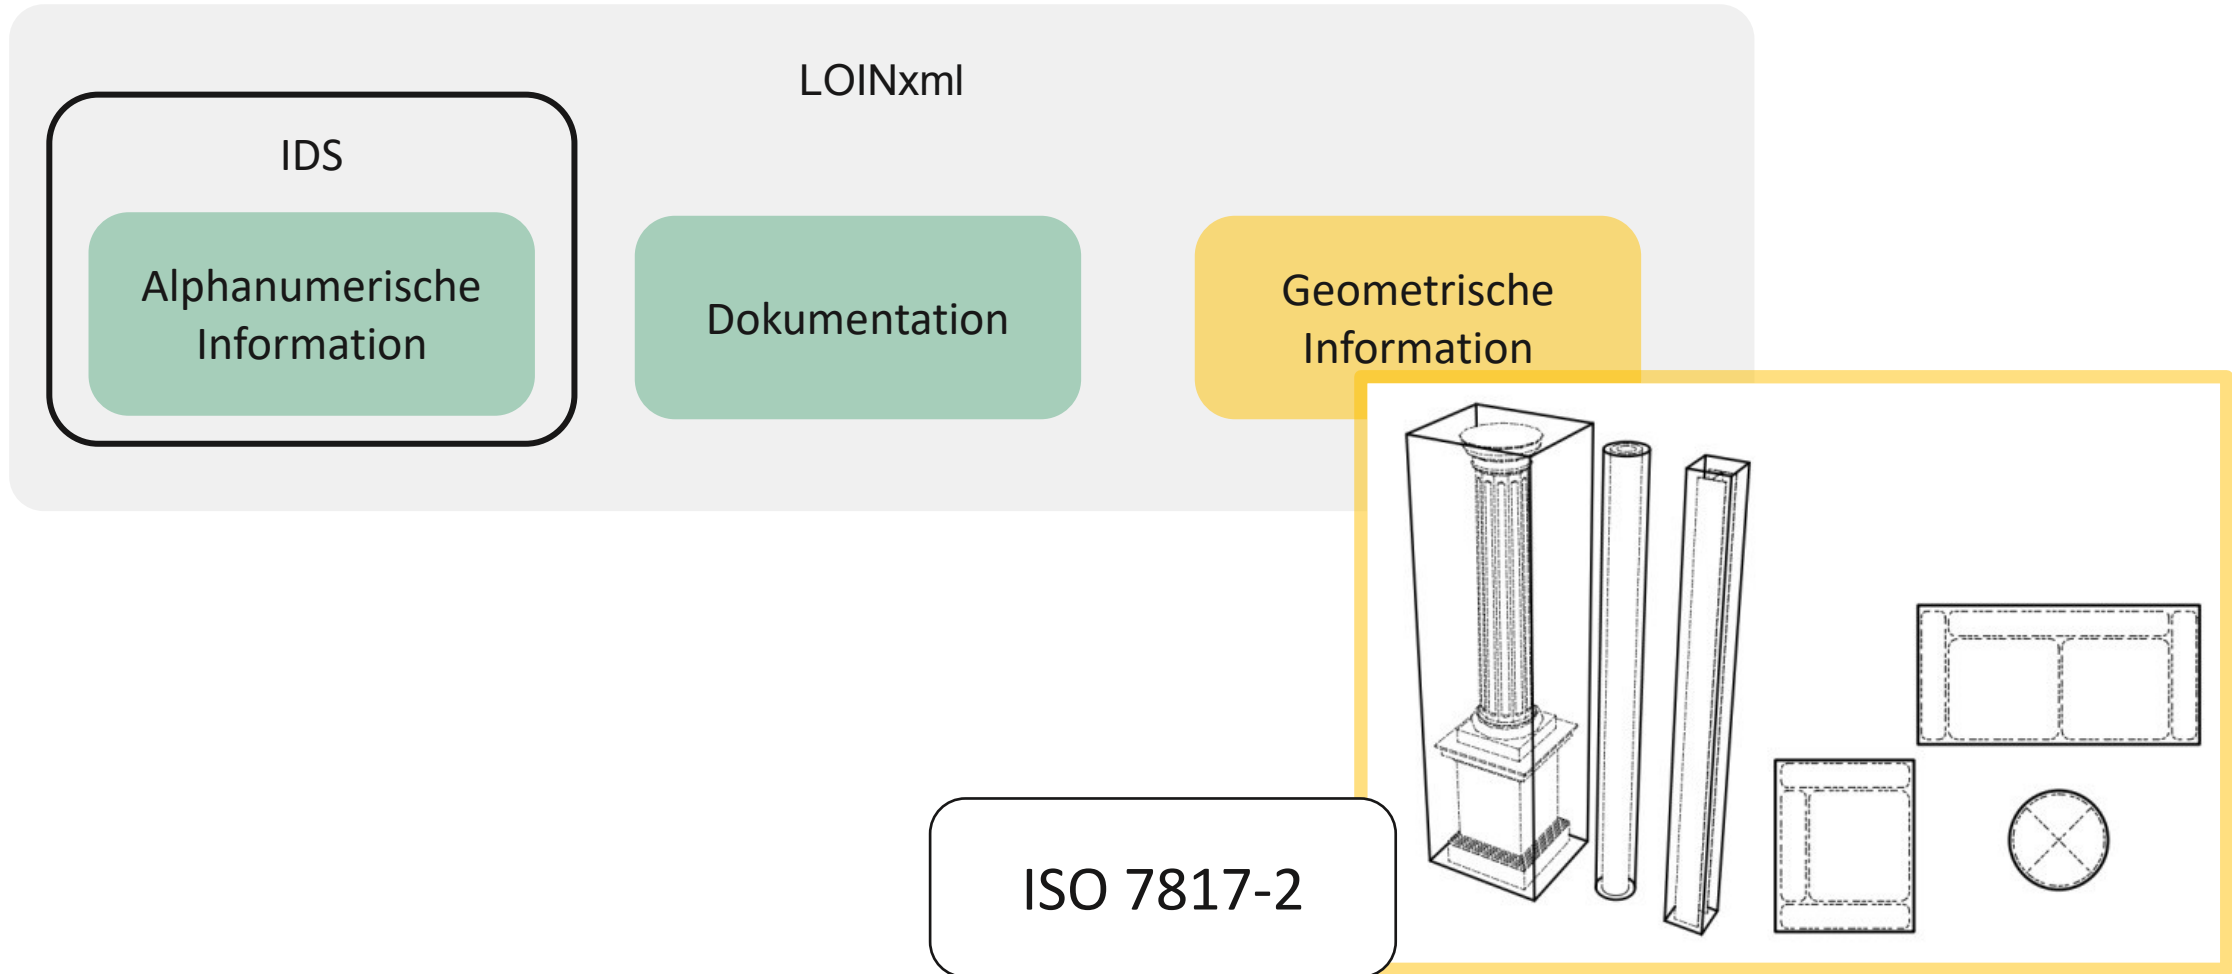 LOINxml
IDS
Alphanumerische
Information
Dokumentation
Geometrische
Information
ISO 7817-2